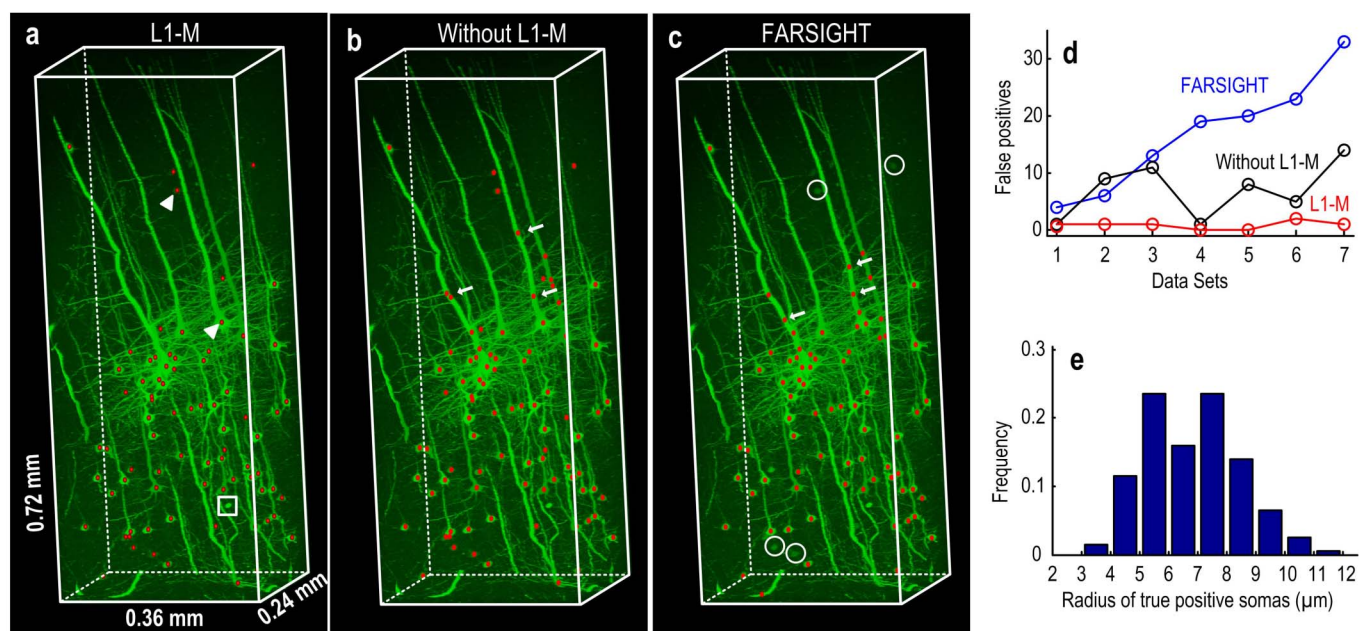 a
L1-M
0.72 mm
0.36 mm
0.24 mm
b
Without L1-M
c
FARSIGHT
d
FARSIGHT
Without L1-M
L1-M
False positives
30
20
10
0
1 2 3 4 5 6 7
Data Sets
e
Frequency
0.3
0.2
0.1
0
2 3 4 5 6 7 8 9 10 11 12
Radius of true positive somas (μm)